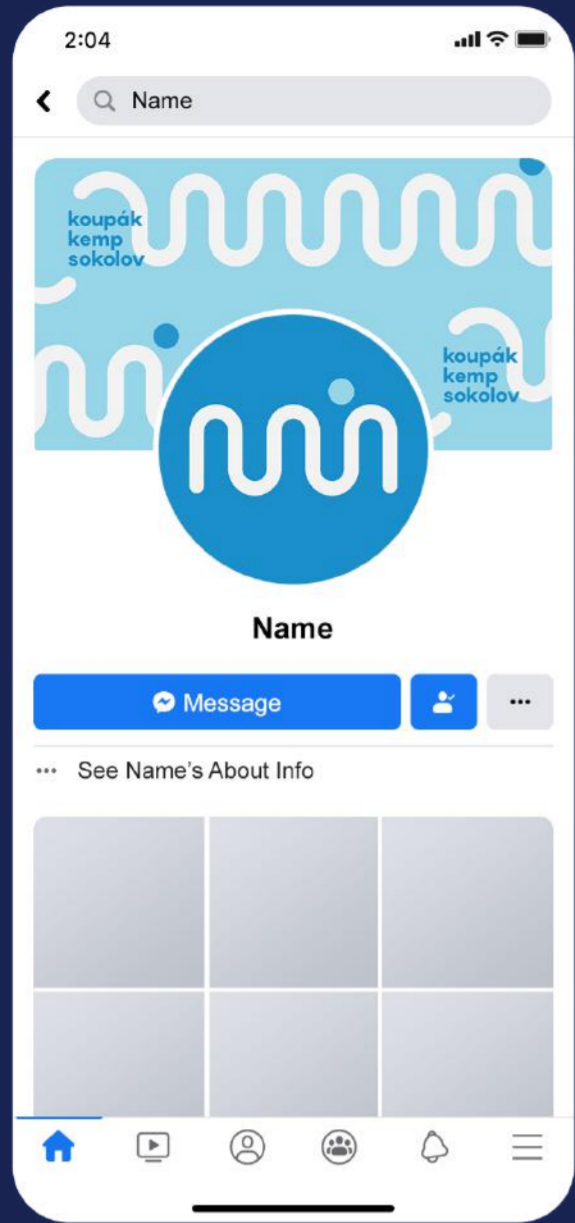 2:04
Name
koupák
kemp
sokolov
koupák
kemp
sokolov
Name
Message
See Name's About Info